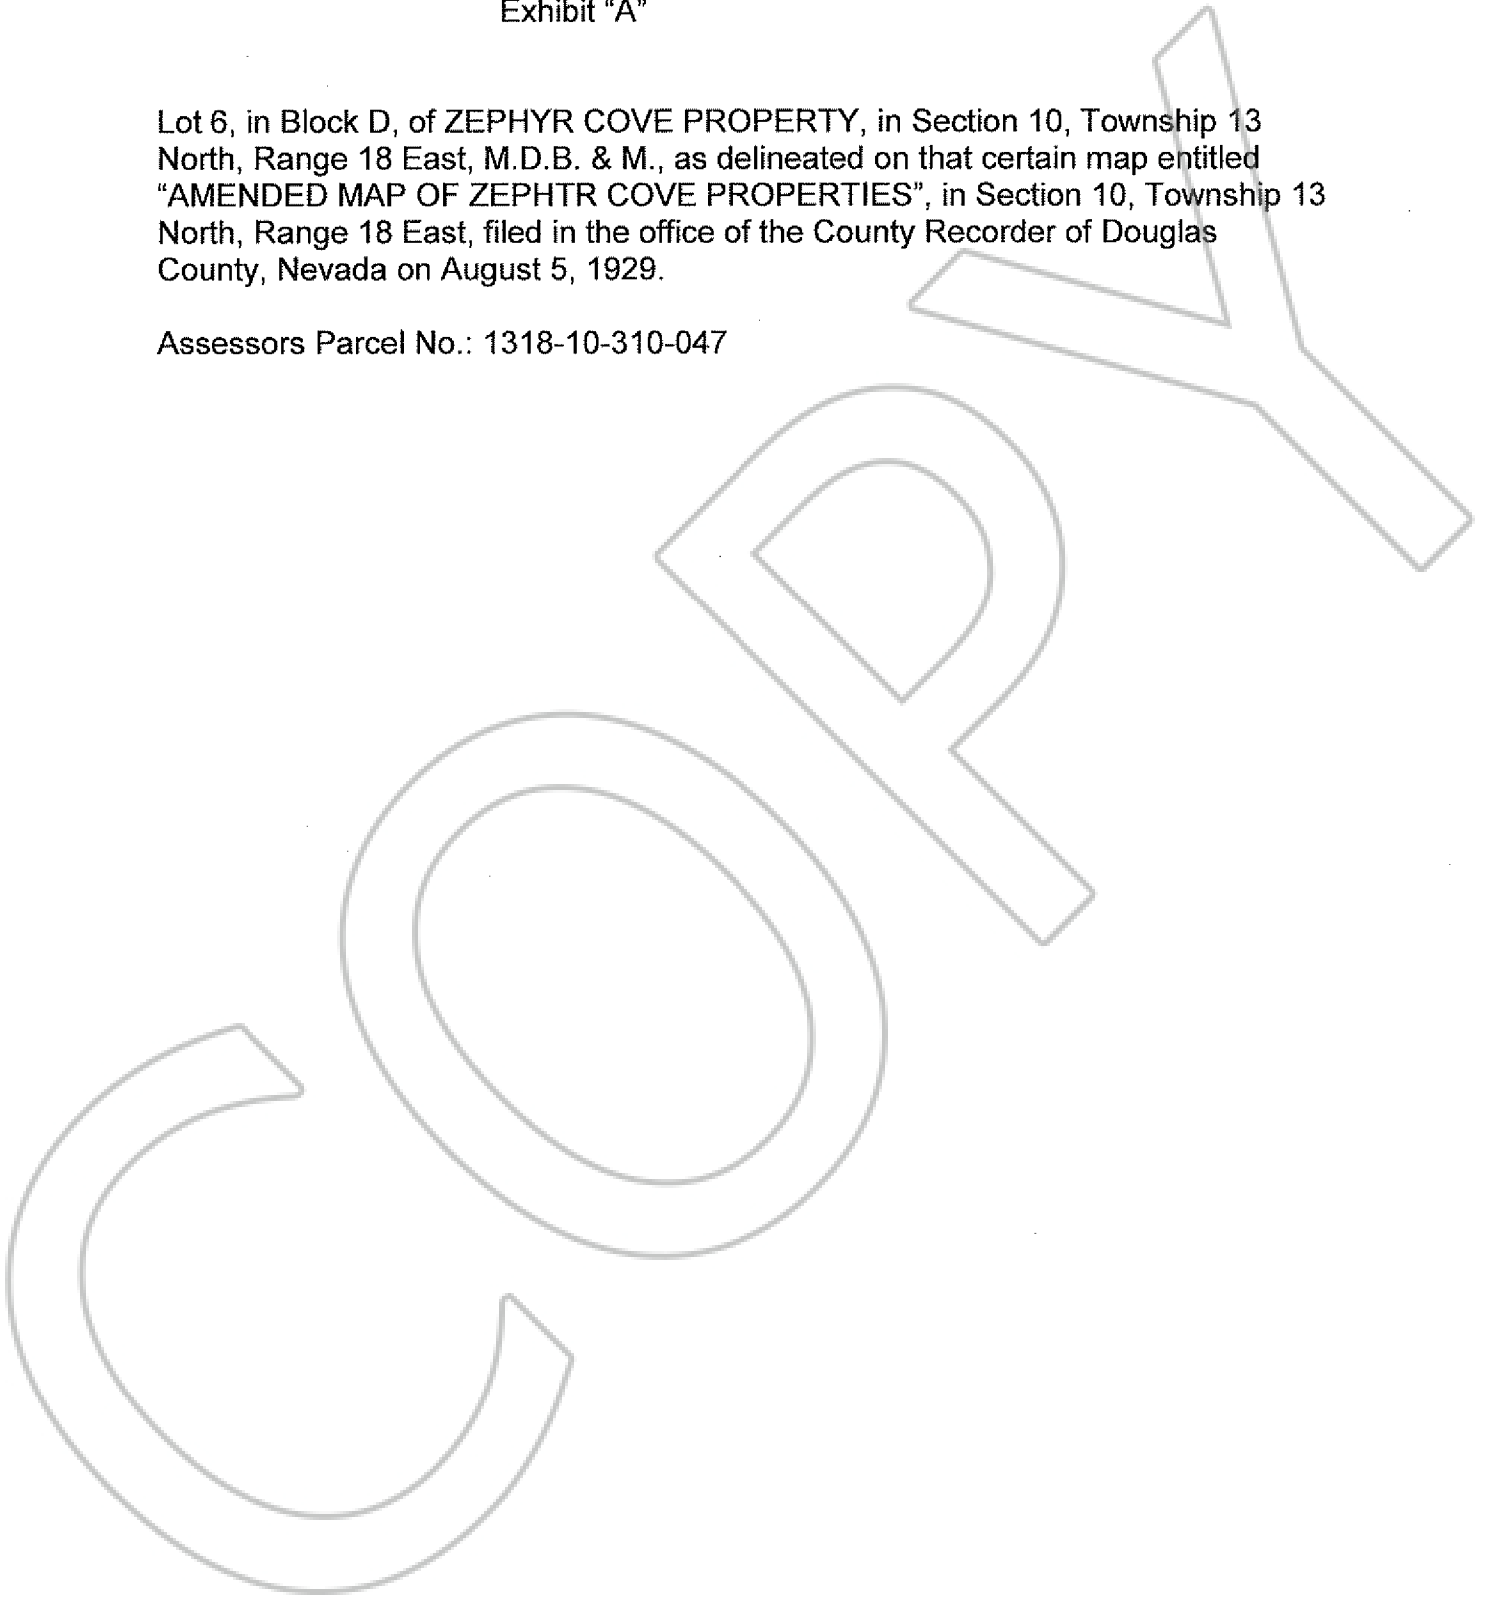 Exhibit “A”
Lot 6, in Block D, of ZEPHYR COVE PROPERTY, in Section 10, Township 13
North, Range 18 East, M.D.B. & M., as delineated on that certain map entitled
“AMENDED MAP OF ZEPHTR COVE PROPERTIES”, in Section 10, Township 13
North, Range 18 East, filed in the office of the County Recorder of Douglas
County, Nevada on August 5, 1929.
Assessors Parcel No.: 1318-10-310-047
COPY